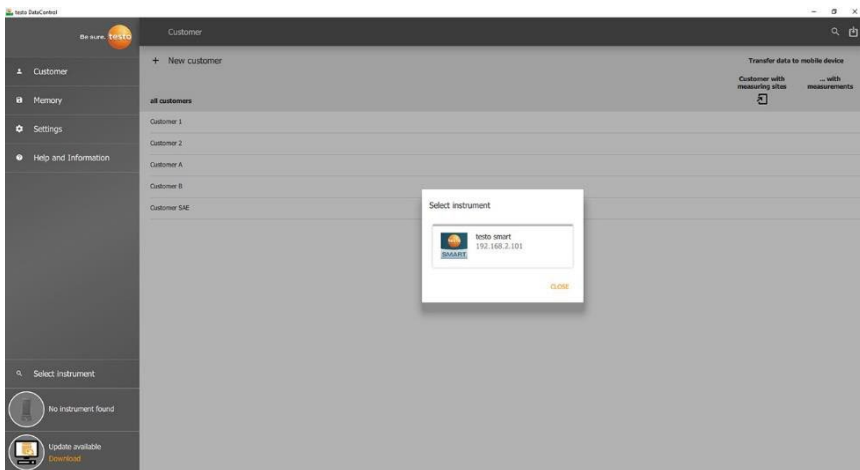 testo DataControl
Be sure. testo
Customer
Customer
Memory
Settings
Help and Information
Select instrument
No instrument found
Update available
Download
+ New customer
Transfer data to mobile device
Customer with
measuring sites
... with
measurements
all customers
Customer 1
Customer 2
Customer A
Customer B
Customer SAE
Select instrument
testo smart
192.168.2.101
testo
SMART
CLOSE